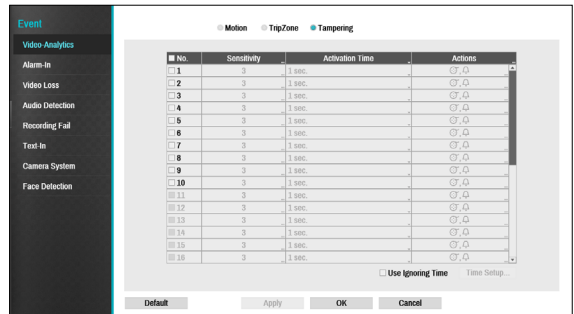 Event
Motion TripZone Tampering
Video-Analytics
Alarm-In
Video Loss
Audio Detection
Recording Fail
Text-In
Camera System
Face Detection
No. Sensitivity Activation Time Actions
1 3 1 sec.
2 3 1 sec.
3 3 1 sec.
4 3 1 sec.
5 3 1 sec.
6 3 1 sec.
7 3 1 sec.
8 3 1 sec.
9 3 1 sec.
10 3 1 sec.
11 3 1 sec.
12 3 1 sec.
13 3 1 sec.
14 3 1 sec.
15 3 1 sec.
16 3 1 sec.
Use Ignoring Time Time Setup...
Default Apply OK Cancel